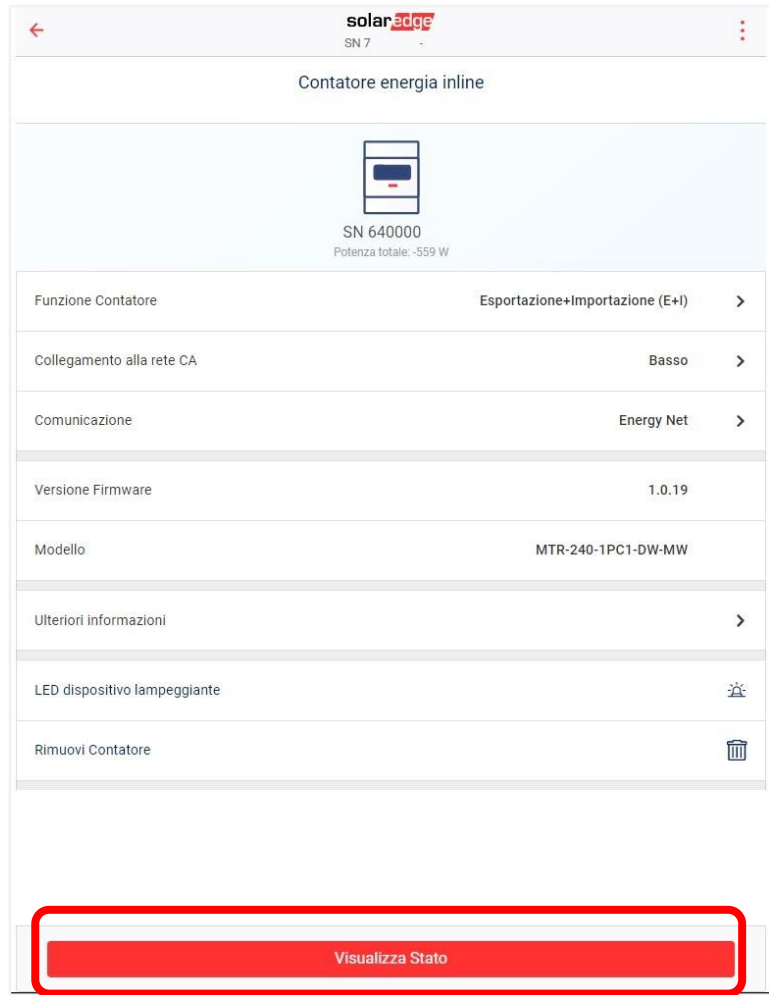 solaredge
SN 7 -
Contatore energia inline
SN 640000
Potenza totale: -559 W
Funzione Contatore Esportazione+Importazione (E+I)
Collegamento alla rete CA Basso
Comunicazione Energy Net
Versione Firmware 1.0.19
Modello MTR-240-1PC1-DW-MW
Ulteriori informazioni
LED dispositivo lampeggiante
Rimuovi Contatore
Visualizza Stato